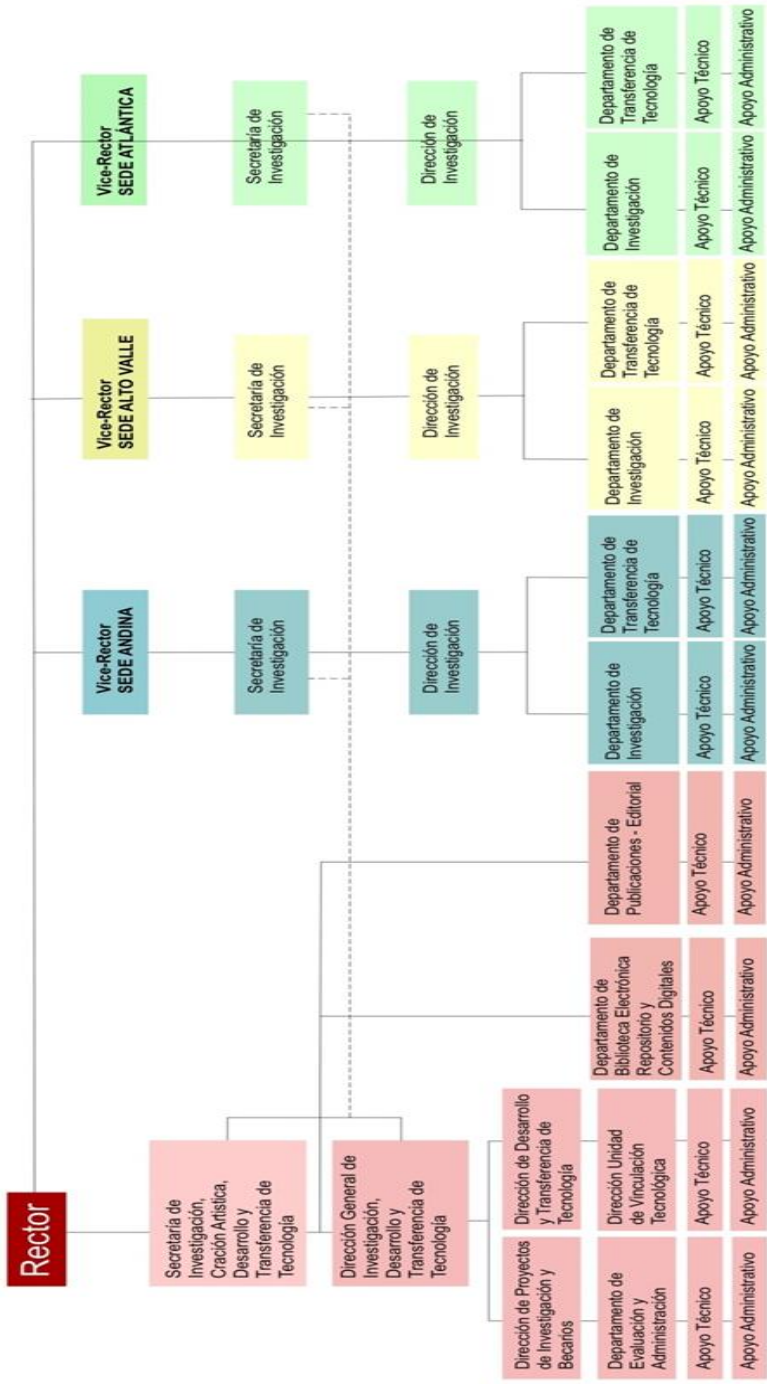 Rector
Vice-Rector
SEDE ANDINA
Vice-Rector
SEDE ALTO VALLE
Vice-Rector
SEDE ATLÁNTICA
Secretaría de
Investigación,
Cración Artística,
Desarrollo y
Transferencia de
Tecnología
Secretaría de
Investigación
Secretaría de
Investigación
Secretaría de
Investigación
Dirección General de
Investigación,
Desarrollo y
Transferencia de
Tecnología
Dirección de
Investigación
Dirección de
Investigación
Dirección de
Investigación
Dirección de Proyectos
de Investigación y
Becarios
Dirección de Desarrollo
y Transferencia de
Tecnología
Departamento de
Evaluación y
Administración
Dirección Unidad
de Vinculación
Tecnológica
Departamento de
Biblioteca Electrónica
Repositorio y
Contenidos Digitales
Departamento de
Publicaciones - Editorial
Departamento de
Investigación
Departamento de
Transferencia de
Tecnología
Departamento de
Investigación
Departamento de
Transferencia de
Tecnología
Departamento de
Investigación
Departamento de
Transferencia de
Tecnología
Apoyo Técnico
Apoyo Técnico
Apoyo Técnico
Apoyo Técnico
Apoyo Técnico
Apoyo Técnico
Apoyo Técnico
Apoyo Técnico
Apoyo Técnico
Apoyo Técnico
Apoyo Administrativo
Apoyo Administrativo
Apoyo Administrativo
Apoyo Administrativo
Apoyo Administrativo
Apoyo Administrativo
Apoyo Administrativo
Apoyo Administrativo
Apoyo Administrativo
Apoyo Administrativo